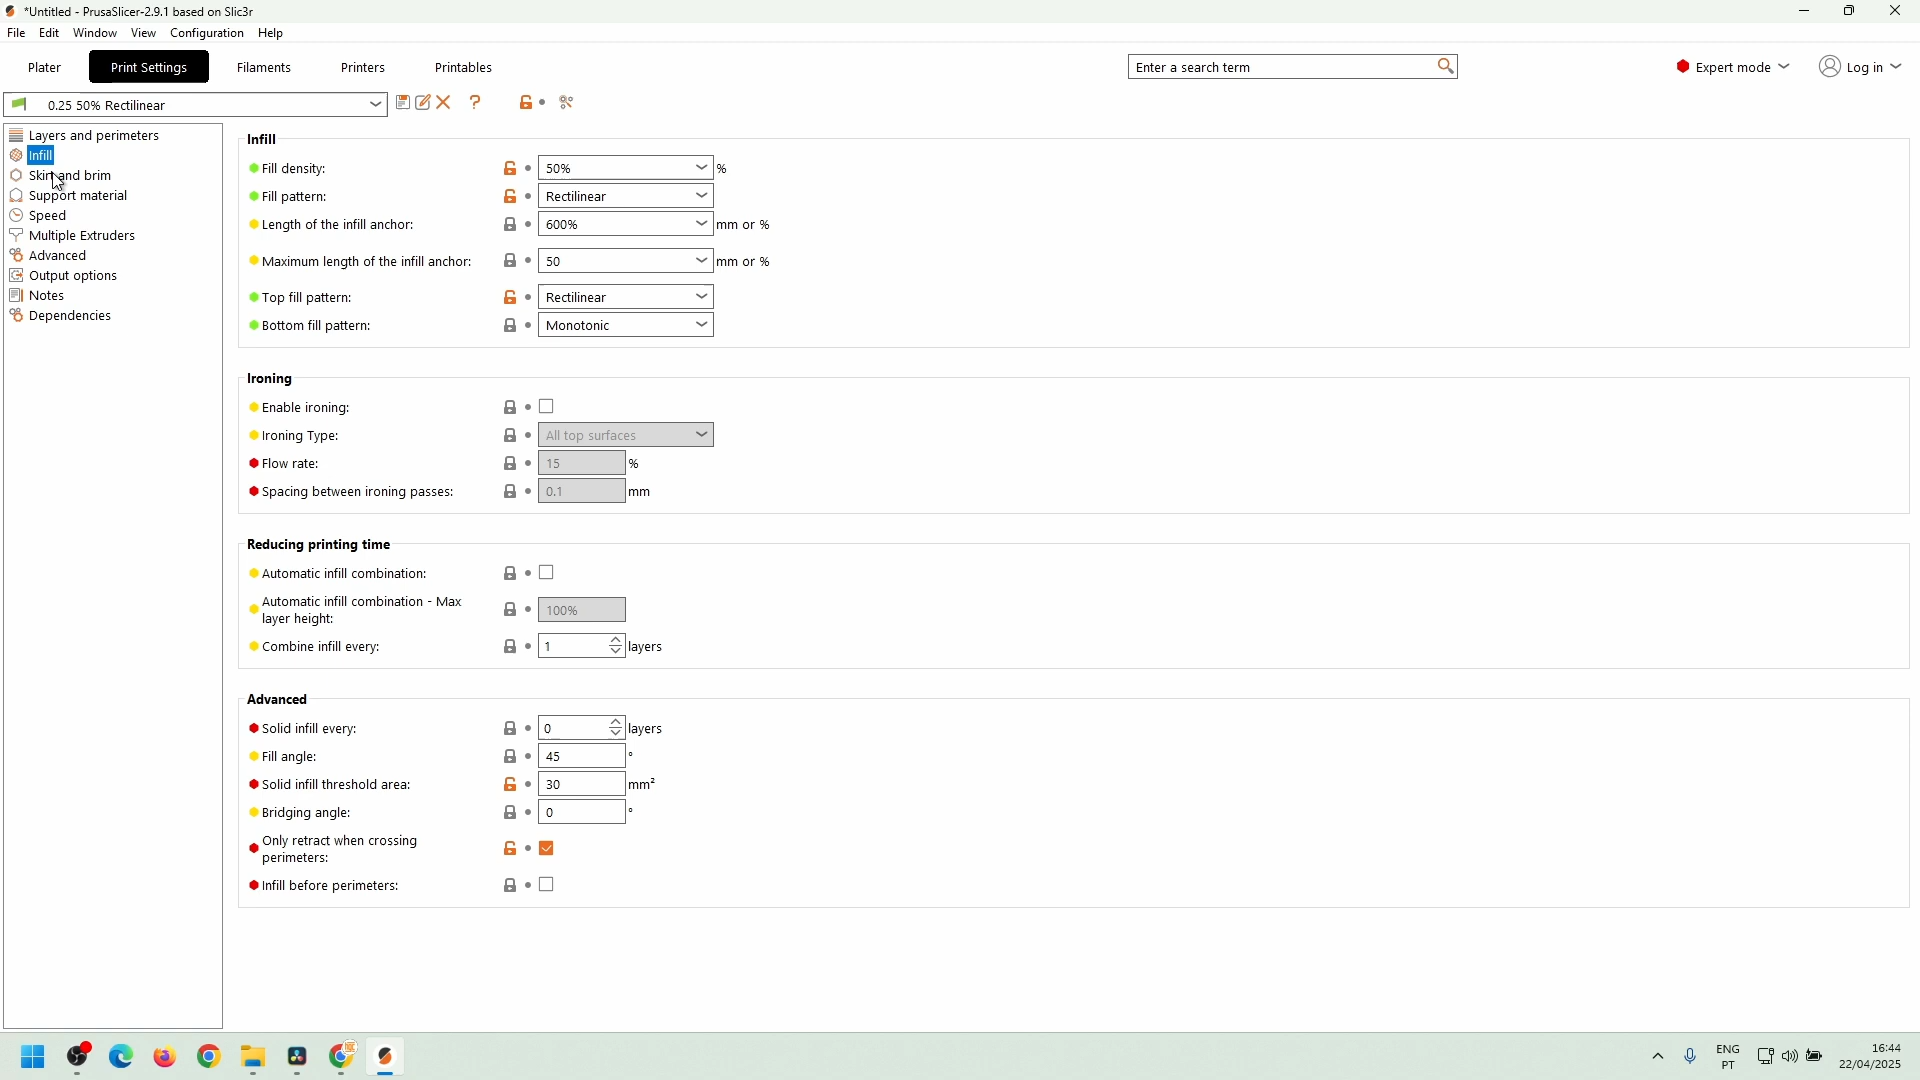 *Untitled - PrusaSlicer-2.9.1 based on Slic3r
File Edit Window View Configuration Help
Plater Print Settings Filaments Printers Printables Enter a search term Expert mode Log in
0.25 50% Rectilinear ?
Layers and perimeters
Infill
Skirt and brim
Support material
Speed
Multiple Extruders
Advanced
Output options
Notes
Dependencies
Infill
Fill density: 50% %
Fill pattern: Rectilinear
Length of the infill anchor: 600% mm or %
Maximum length of the infill anchor: 50 mm or %
Top fill pattern: Rectilinear
Bottom fill pattern: Monotonic
Ironing
Enable ironing:
Ironing Type: All top surfaces
Flow rate: 15 %
Spacing between ironing passes: 0.1 mm
Reducing printing time
Automatic infill combination:
Automatic infill combination - Max
layer height: 100%
Combine infill every: 1 layers
Advanced
Solid infill every: 0 layers
Fill angle: 45 °
Solid infill threshold area: 30 mm²
Bridging angle: 0 °
Only retract when crossing
perimeters:
Infill before perimeters:
ENG 16:44
PT 22/04/2025